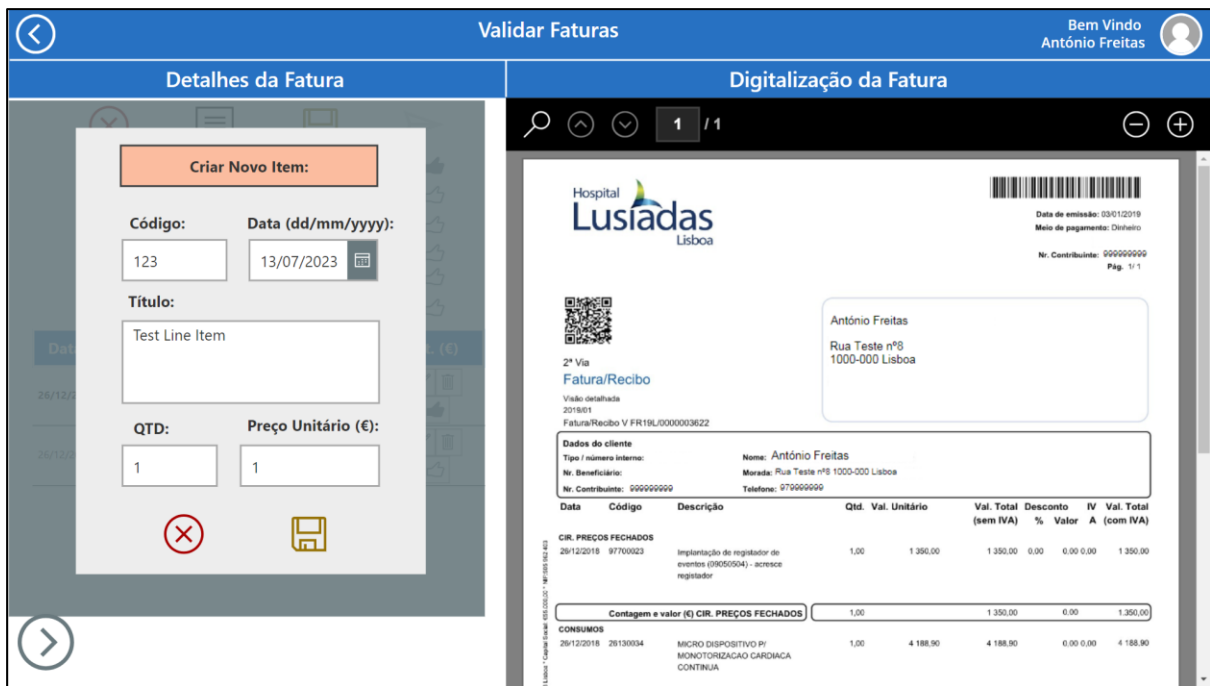 Validar Faturas
Bem Vindo
António Freitas
Detalhes da Fatura
Digitalização da Fatura
Criar Novo Item:
Código:
Data (dd/mm/yyyy):
123
13/07/2023
Título:
Test Line Item
QTD:
Preço Unitário (€):
1
1
26/12/2
(€)
1 / 1
Hospital
Lusíadas
Lisboa
Data de emissão: 03/01/2019
Meio de pagamento: Dinheiro
Nr. Contribuinte: 999999999
Pág. 1/ 1
António Freitas
Rua Teste nº8
1000-000 Lisboa
2ª Via
Fatura/Recibo
Visão detalhada
2019/01
Fatura/Recibo V FR19L/0000003622
Dados do cliente
Tipo / número interno:
Nome: António Freitas
Nr. Beneficiário:
Morada: Rua Teste nº8 1000-000 Lisboa
Nr. Contribuinte: 999999999
Telefone: 979999999
Data Código Descrição Qtd. Val. Unitário Val. Total Desconto IV Val. Total
(sem IVA) % Valor A (com IVA)
CIR. PREÇOS FECHADOS
26/12/2018 97700023 Implantação de registador de 1,00 1 350,00 1 350,00 0,00 0,00 0,00 1 350,00
eventos (09050504) - acresce
registador
Contagem e valor (€) CIR. PREÇOS FECHADOS 1,00 1 350,00 0,00 1.350,00
CONSUMOS
26/12/2018 26130034 MICRO DISPOSITIVO P/ 1,00 4 188,90 4 188,90 0,00 0,00 4 188,90
MONOTORIZACAO CARDIACA
CONTINUA